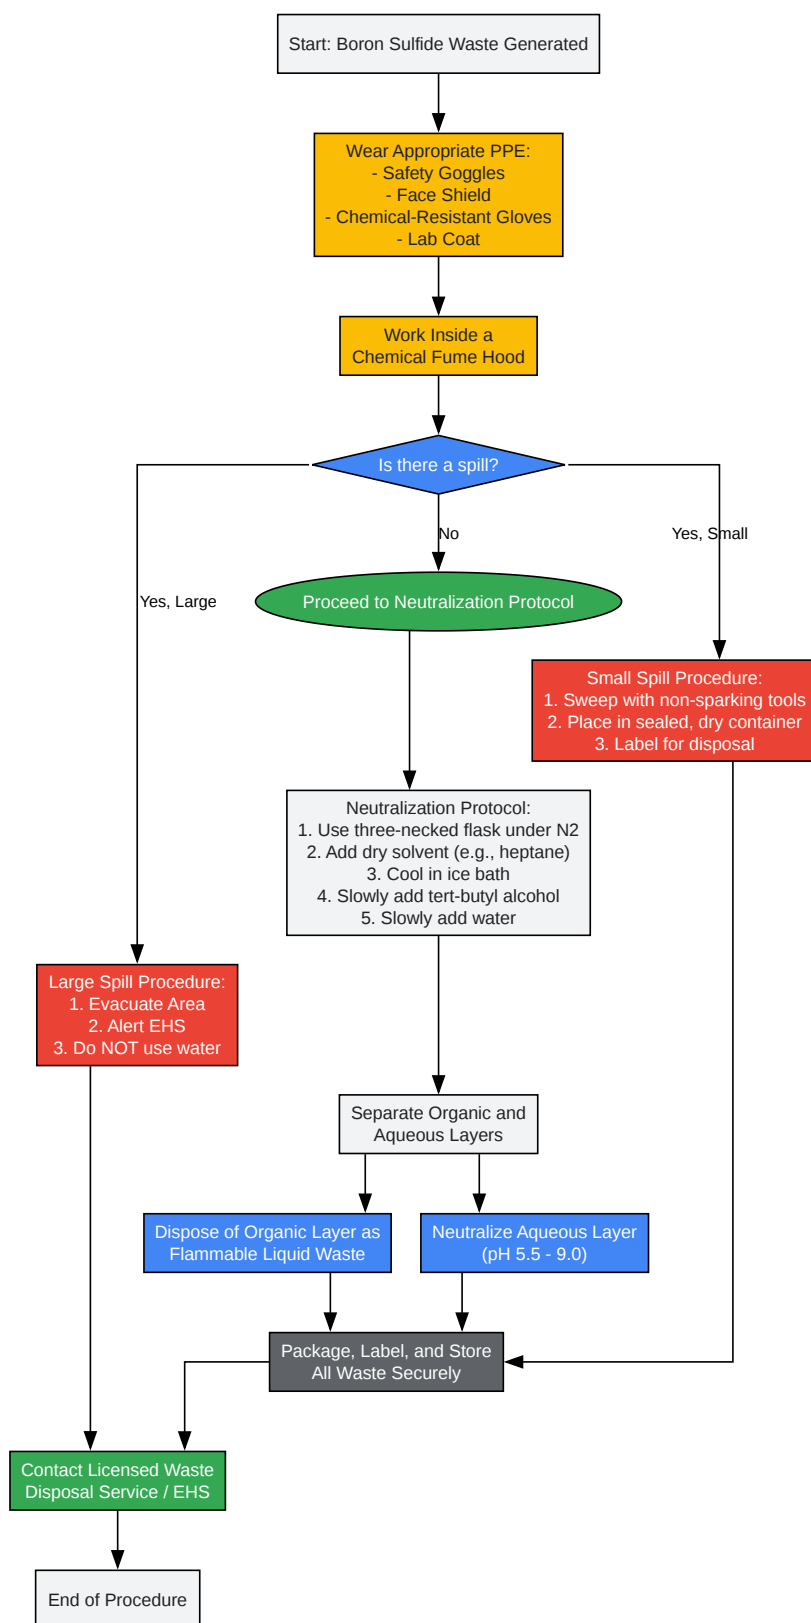 Start: Boron Sulfide Waste Generated
Wear Appropriate PPE:
- Safety Goggles
- Face Shield
- Chemical-Resistant Gloves
- Lab Coat
Work Inside a
Chemical Fume Hood
Is there a spill?
No
Yes, Small
Yes, Large
Proceed to Neutralization Protocol
Small Spill Procedure:
1. Sweep with non-sparking tools
2. Place in sealed, dry container
3. Label for disposal
Neutralization Protocol:
1. Use three-necked flask under N2
2. Add dry solvent (e.g., heptane)
3. Cool in ice bath
4. Slowly add tert-butyl alcohol
5. Slowly add water
Large Spill Procedure:
1. Evacuate Area
2. Alert EHS
3. Do NOT use water
Separate Organic and
Aqueous Layers
Dispose of Organic Layer as
Flammable Liquid Waste
Neutralize Aqueous Layer
(pH 5.5 - 9.0)
Package, Label, and Store
All Waste Securely
Contact Licensed Waste
Disposal Service / EHS
End of Procedure